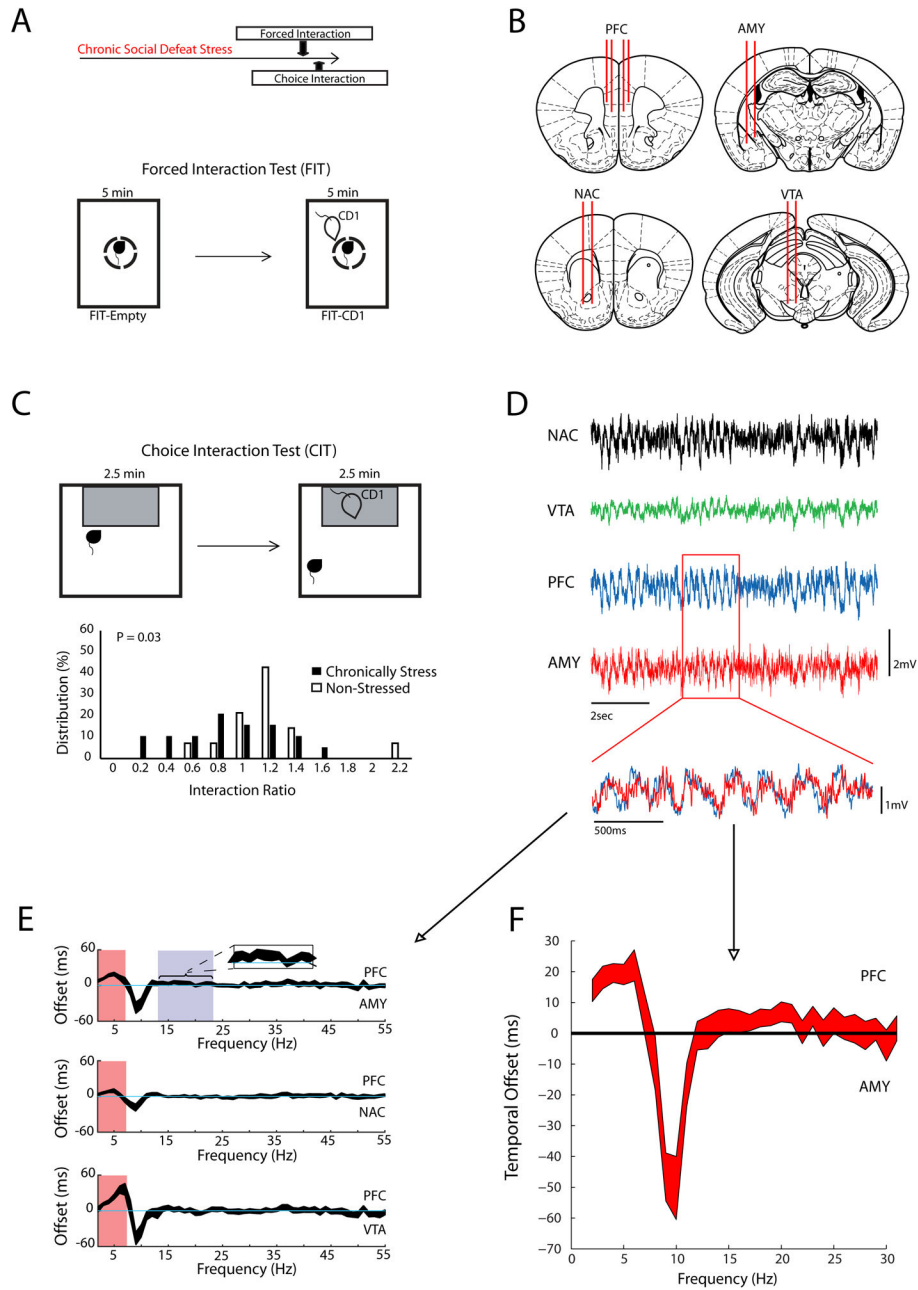 A
Forced Interaction
Chronic Social Defeat Stress
Choice Interaction
Forced Interaction Test (FIT)
5 min
5 min
CD1
FIT-Empty
FIT-CD1
B
PFC
AMY
NAC
VTA
C
Choice Interaction Test (CIT)
2.5 min
2.5 min
CD1
P = 0.03
Chronically Stress
Non-Stressed
Distribution (%)
60
50
40
30
20
10
0
0 0.2 0.4 0.6 0.8 1 1.2 1.4 1.6 1.8 2 2.2
Interaction Ratio
D
NAC
VTA
PFC
AMY
2mV
2sec
1mV
500ms
E
Offset (ms)
60
0
-60
PFC
AMY
5 15 25 35 45 55
Frequency (Hz)
Offset (ms)
60
0
-60
PFC
NAC
5 15 25 35 45 55
Frequency (Hz)
Offset (ms)
60
0
-60
PFC
VTA
5 15 25 35 45 55
Frequency (Hz)
F
Temporal Offset (ms)
30
20
10
0
−10
−20
−30
−40
−50
−60
−70
PFC
AMY
0 5 10 15 20 25 30
Frequency (Hz)